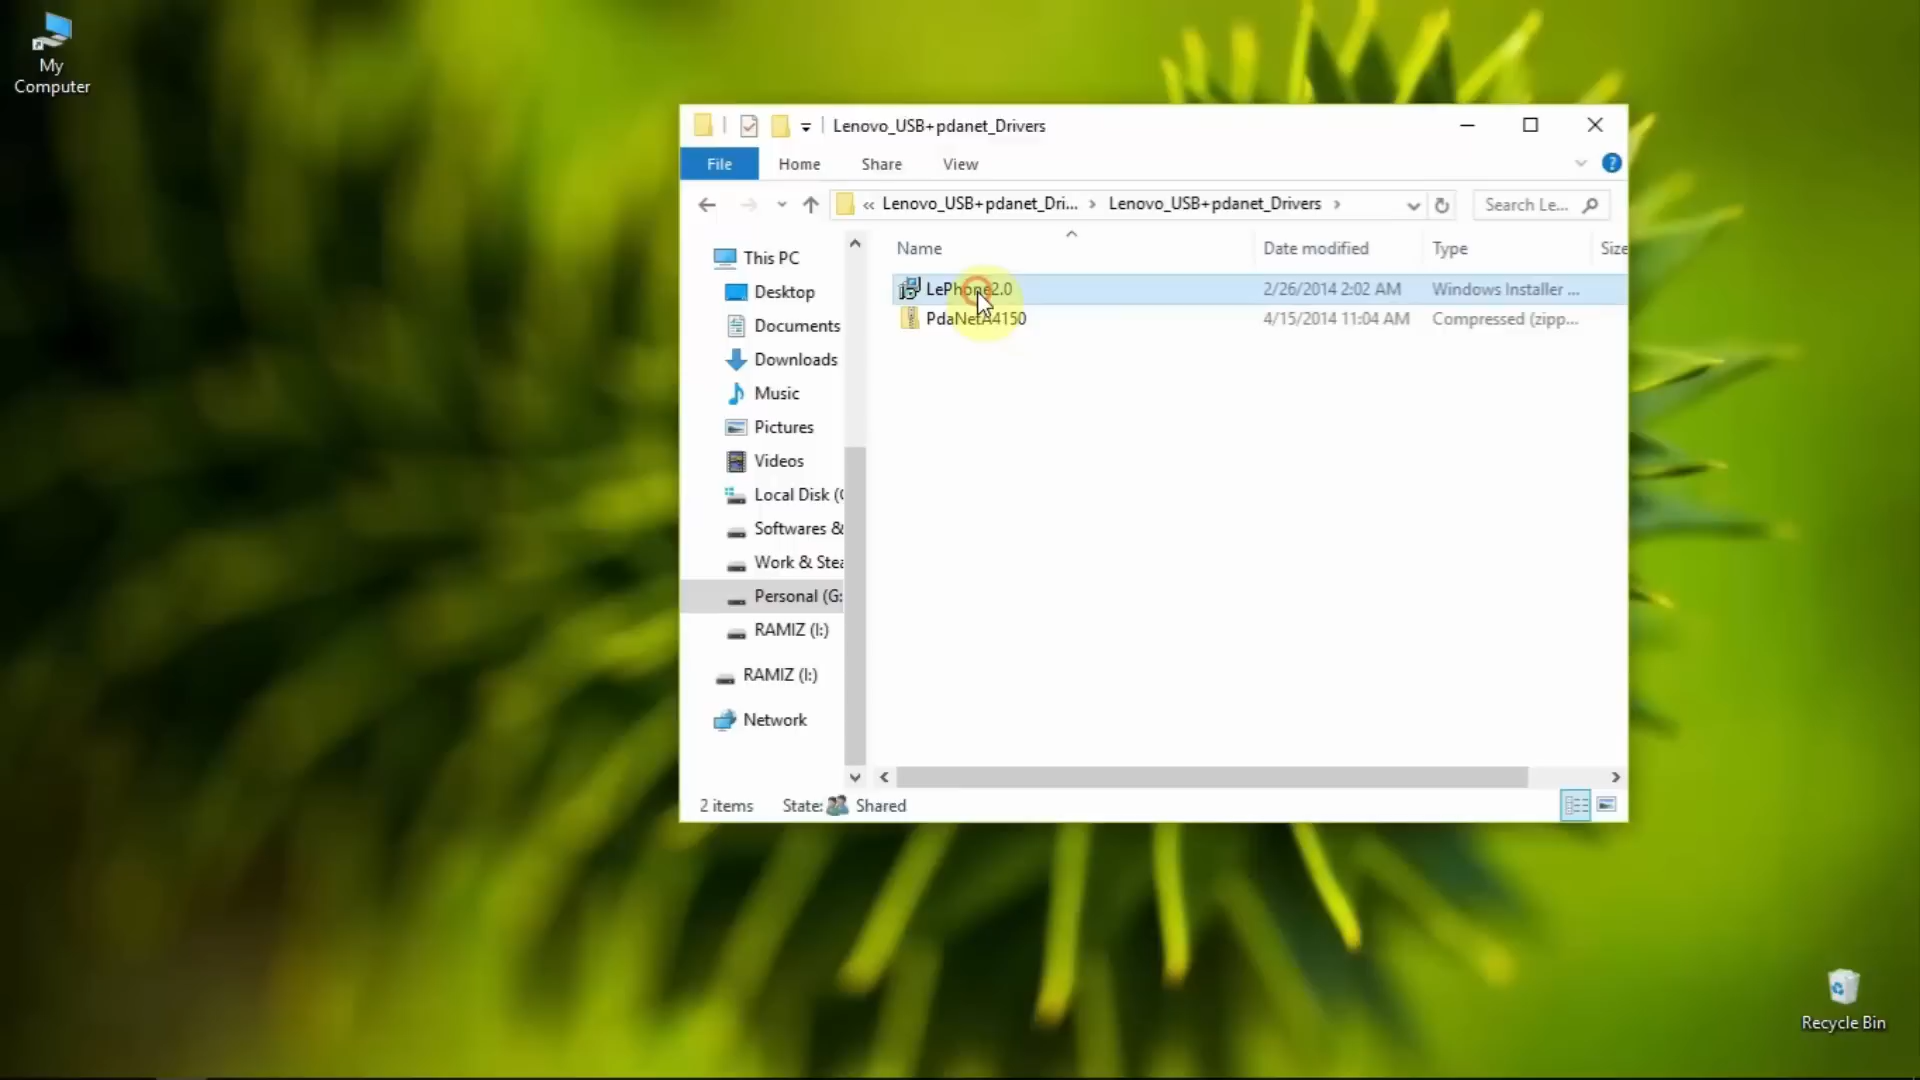 My
Computer
Lenovo_USB+pdanet_Drivers
File Home Share View
« Lenovo_USB+pdanet_Dri... Lenovo_USB+pdanet_Drivers
Search Le...
Name Date modified Type Size
LePhone2.0 2/26/2014 2:02 AM Windows Installer ...
PdaNetA4150 4/15/2014 11:04 AM Compressed (zipp...
This PC
Desktop
Documents
Downloads
Music
Pictures
Videos
Local Disk (C
Softwares &
Work & Stea
Personal (G:
RAMIZ (I:)
RAMIZ (I:)
Network
2 items State: Shared
Recycle Bin